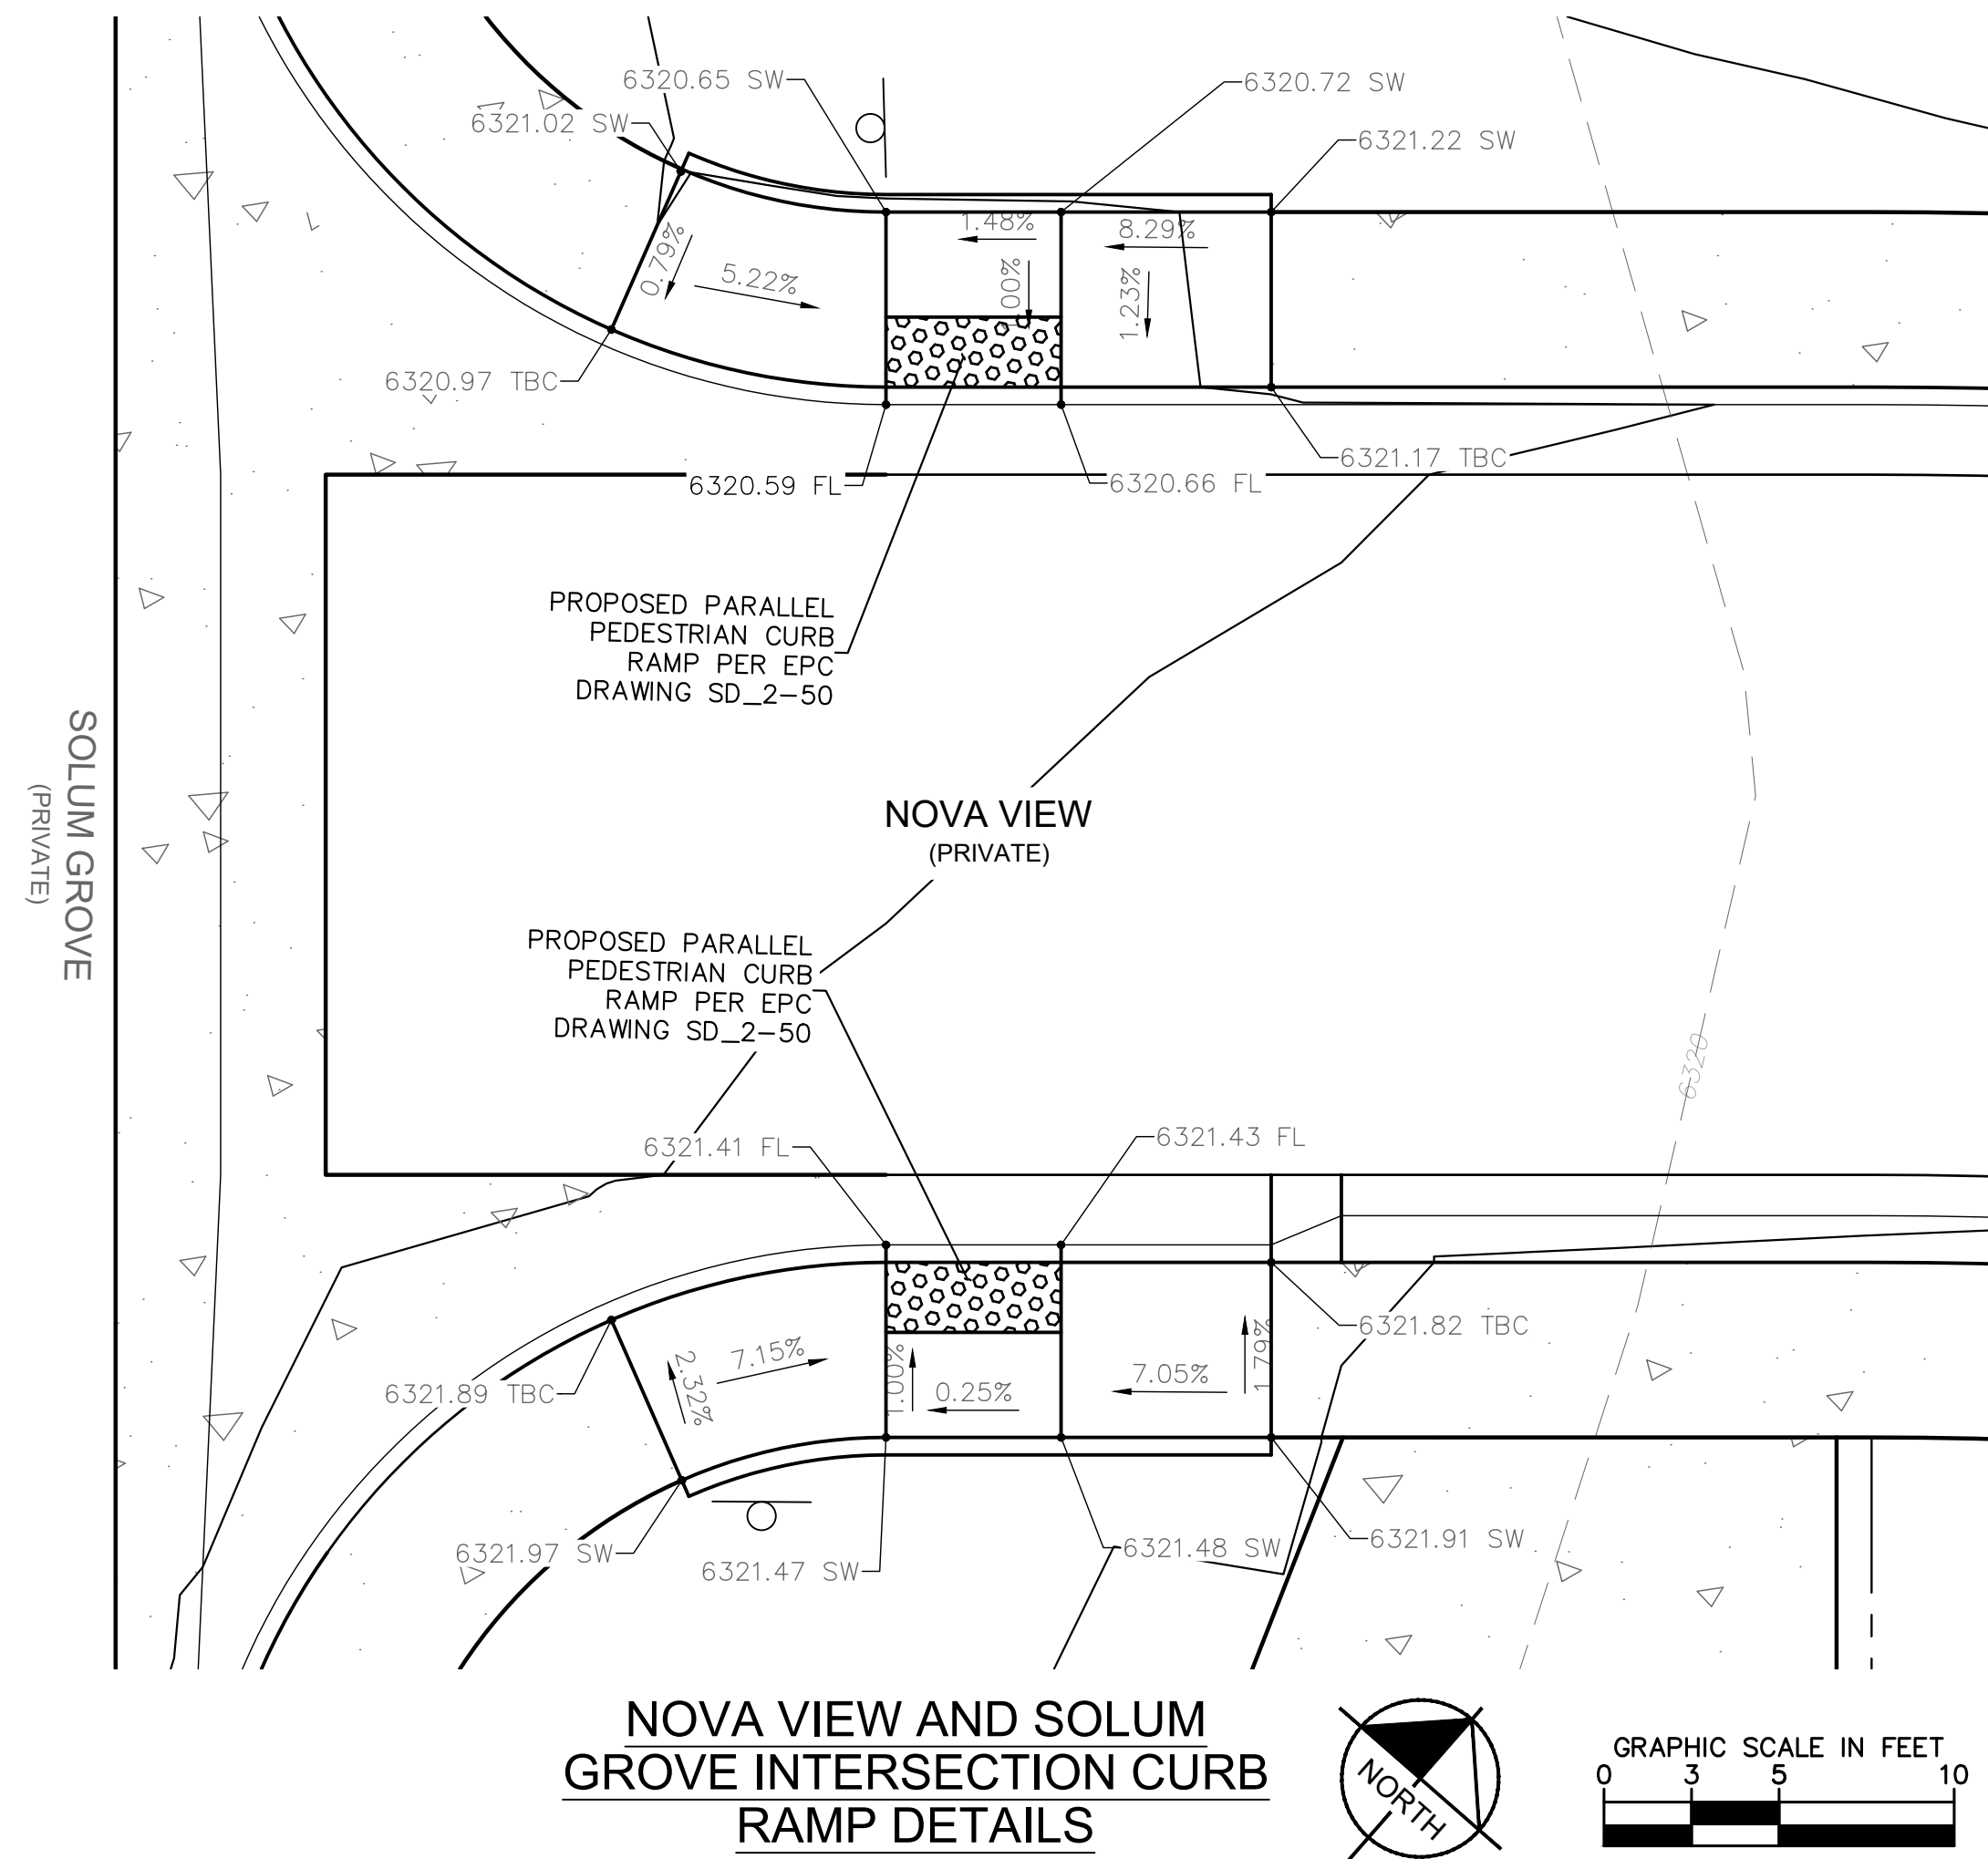 6320.65 SW
6320.72 SW
6321.02 SW
6321.22 SW
1.48%
8.29%
0.79%
5.22%
1.23%
6320.97 TBC
6321.17 TBC
6320.59 FL
6320.66 FL
PROPOSED PARALLEL
PEDESTRIAN CURB
RAMP PER EPC
DRAWING SD_2-50
SOLUM GROVE
(PRIVATE)
NOVA VIEW
(PRIVATE)
PROPOSED PARALLEL
PEDESTRIAN CURB
RAMP PER EPC
DRAWING SD_2-50
6320
6321.41 FL
6321.43 FL
6321.82 TBC
7.15%
2.32%
1.00%
0.25%
7.05%
1.79%
6321.89 TBC
6321.97 SW
6321.47 SW
6321.48 SW
6321.91 SW
NOVA VIEW AND SOLUM
GROVE INTERSECTION CURB
RAMP DETAILS
NORTH
GRAPHIC SCALE IN FEET
0 3 5 10